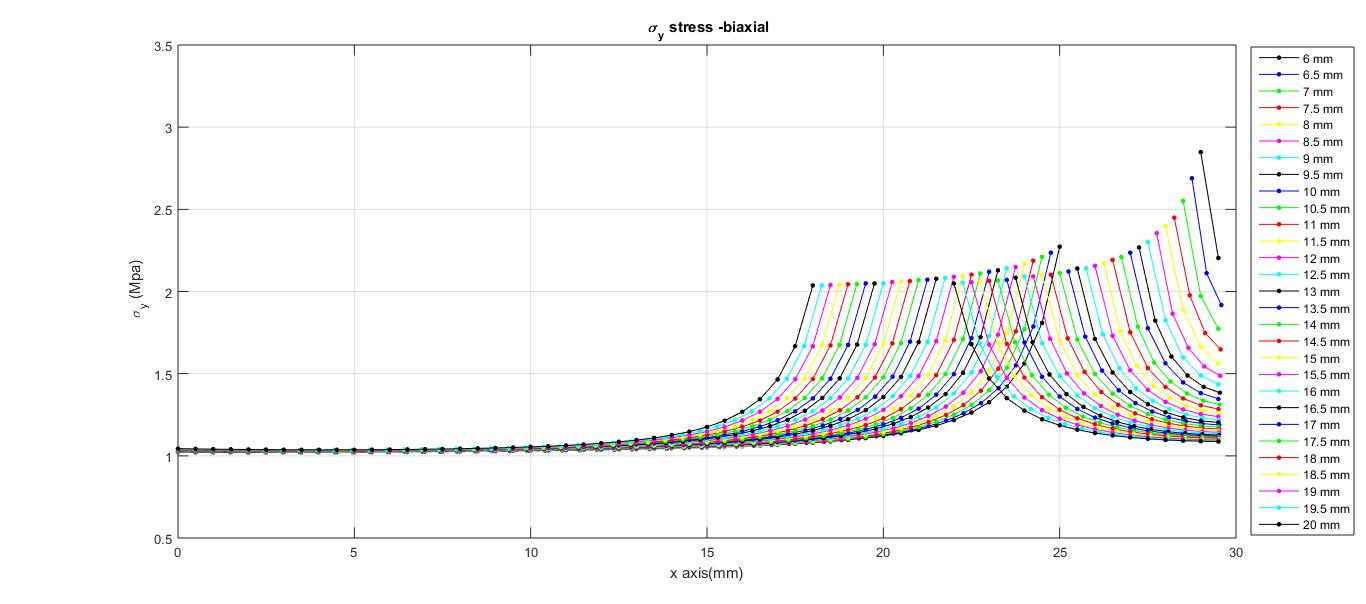 σy stress -biaxial
3.5
3
2.5
2
1.5
1
0.5
σy (Mpa)
0
5
10
15
20
25
30
x axis(mm)
6 mm
6.5 mm
7 mm
7.5 mm
8 mm
8.5 mm
9 mm
9.5 mm
10 mm
10.5 mm
11 mm
11.5 mm
12 mm
12.5 mm
13 mm
13.5 mm
14 mm
14.5 mm
15 mm
15.5 mm
16 mm
16.5 mm
17 mm
17.5 mm
18 mm
18.5 mm
19 mm
19.5 mm
20 mm